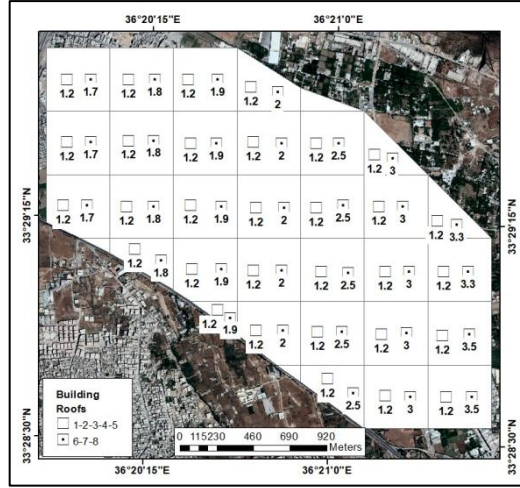 36°20'15"E 36°21'0"E
1.2 1.7 1.2 1.8 1.2 1.9 1.2 2
1.2 1.7 1.2 1.8 1.2 1.9 1.2 2 1.2 2.5 1.2 3
1.2 1.7 1.2 1.8 1.2 1.9 1.2 2 1.2 2.5 1.2 3 1.2 3.3
33°29'15"N 33°29'15"N
1.2 1.8 1.2 1.9 1.2 2 1.2 2.5 1.2 3 1.2 3.3
1.2 1.9 1.2 2 1.2 2.5 1.2 3 1.2 3.5
1.2 2.5 1.2 3 1.2 3.5
Building
Roofs
1-2-3-4-5
6-7-8
0 115230 460 690 920
Meters
33°28'30"N 33°28'30"N
36°20'15"E 36°21'0"E